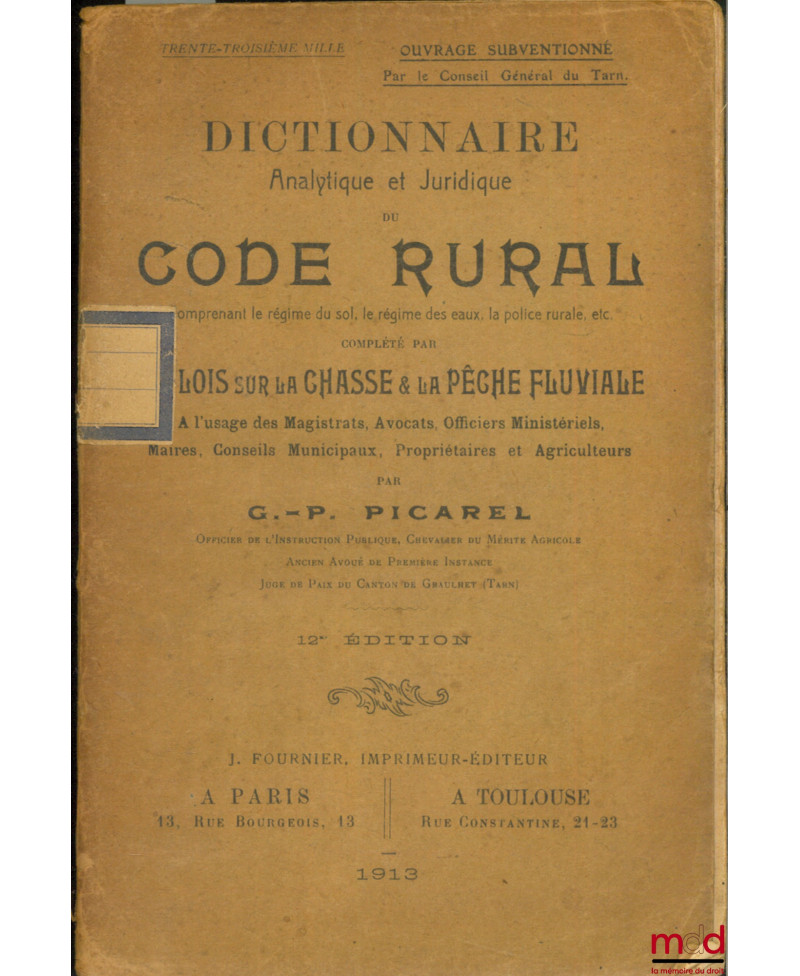 TRENTE-TROISIÈME MILLE
OUVRAGE SUBVENTIONNÉ
Par le Conseil Général du Tarn.
DICTIONNAIRE
Analytique et Juridique
DU
CODE RURAL
omprenant le régime du sol, le régime des eaux, la police rurale, etc.
COMPLÉTÉ PAR
LOIS SUR LA CHASSE & LA PÊCHE FLUVIALE
A l'usage des Magistrats, Avocats, Officiers Ministériels,
Maires, Conseils Municipaux, Propriétaires et Agriculteurs
PAR
G.-P. PICAREL
OFFICIER DE L'INSTRUCTION PUBLIQUE, CHEVALIER DU MÉRITE AGRICOLE
ANCIEN AVOUÉ DE PREMIÈRE INSTANCE
JUGE DE PAIX DU CANTON DE GRAULHET (TARN)
12e ÉDITION
J. FOURNIER, IMPRIMEUR-ÉDITEUR
A PARIS
13, RUE BOURGEOIS, 13
A TOULOUSE
RUE CONSTANTINE, 21-23
1913
mdd
la mémoire du droit